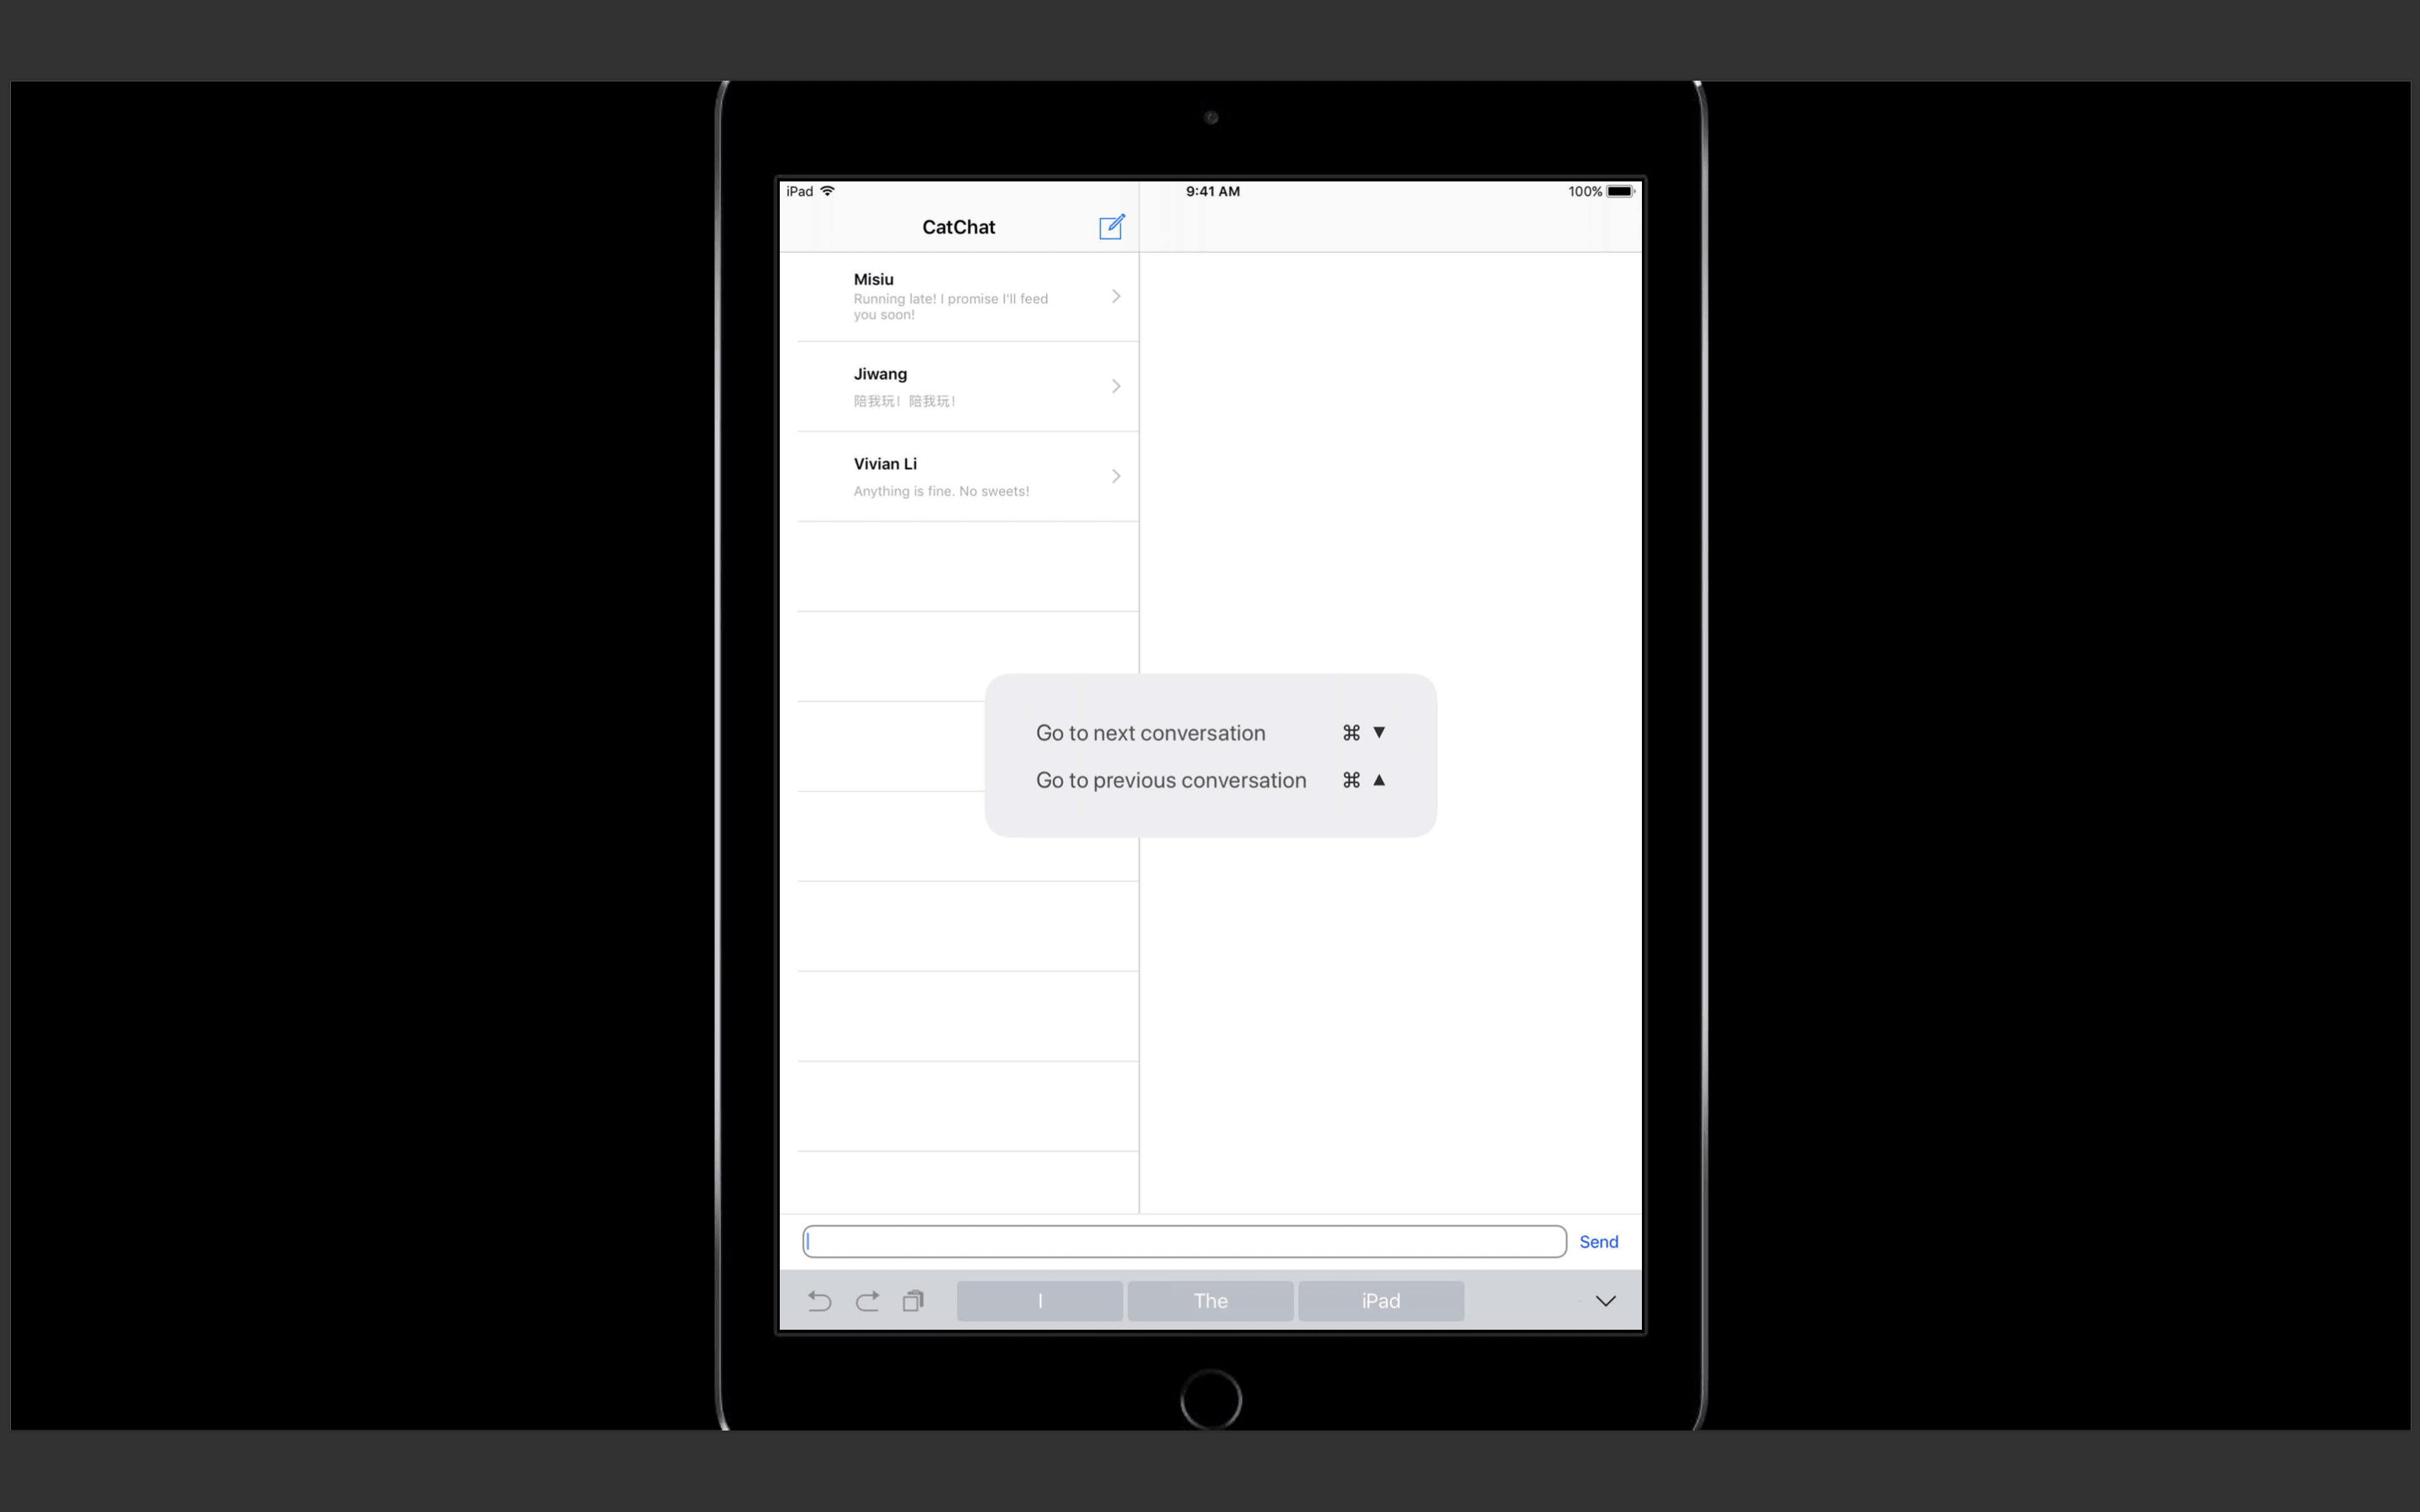 iPad 9:41 AM 100%
CatChat
Misiu
Running late! I promise I'll feed
you soon!
Jiwang
陪我玩！陪我玩！
Vivian Li
Anything is fine. No sweets!
Go to next conversation ⌘ ▼
Go to previous conversation ⌘ ▲
Send
I The iPad